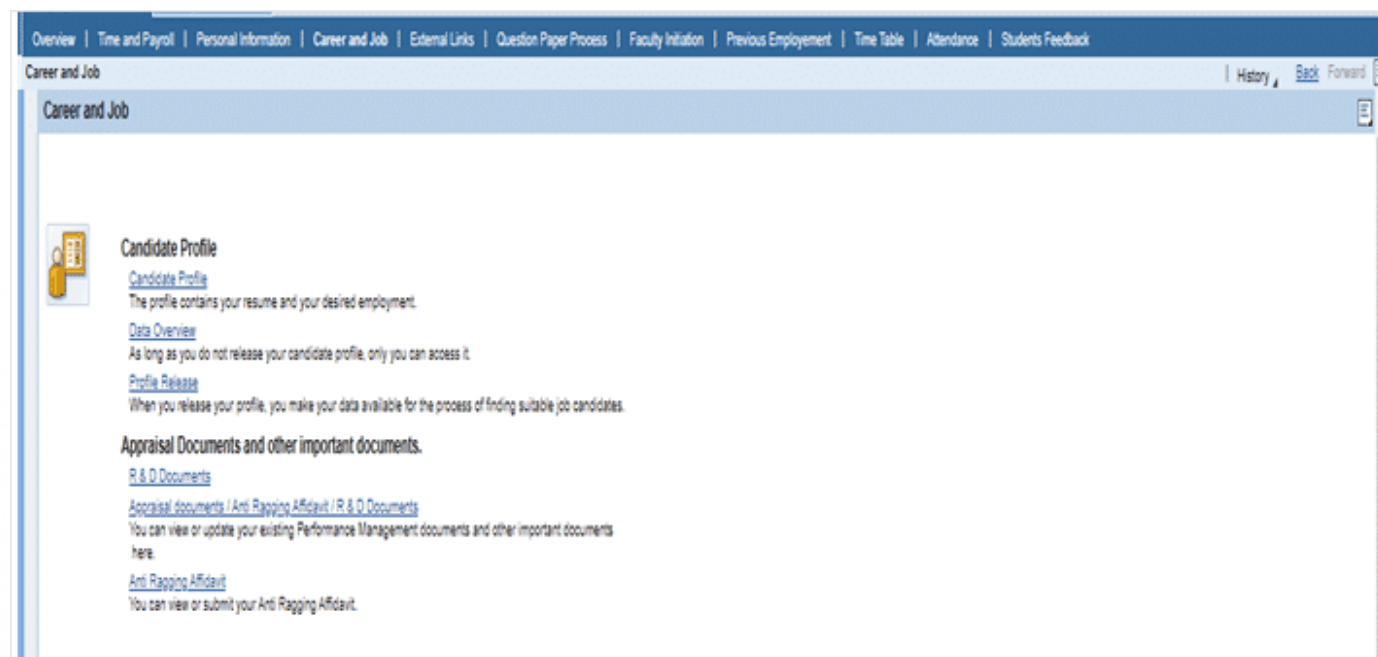 Overview | Time and Payroll | Personal Information | Career and Job | External Links | Question Paper Process | Faculty Initiation | Previous Employement | Time Table | Attendance | Students Feedback
Career and Job | History Back Forward
Career and Job
Candidate Profile
Candidate Profile
The profile contains your resume and your desired employment.
Data Overview
As long as you do not release your candidate profile, only you can access it.
Profile Release
When you release your profile, you make your data available for the process of finding suitable job candidates.
Appraisal Documents and other important documents.
R & D Documents
Appraisal documents / Anti Ragging Affidavit / R & D Documents
You can view or update your existing Performance Management documents and other important documents
here.
Anti Ragging Affidavit
You can view or submit your Anti Ragging Affidavit.